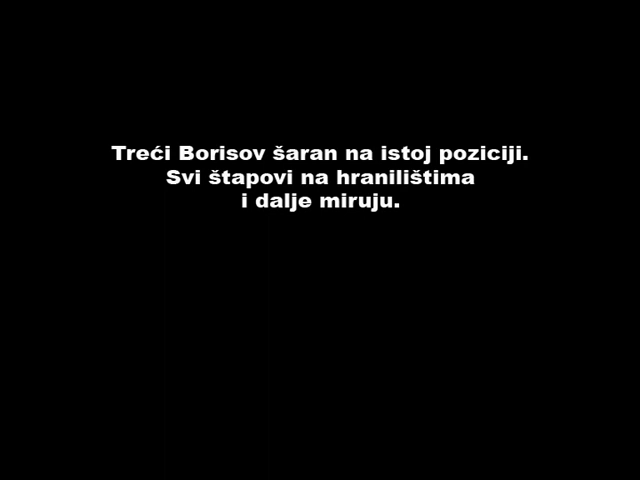 Treći Borisov šaran na istoj poziciji.
Svi štapovi na hranilištima
i dalje miruju.